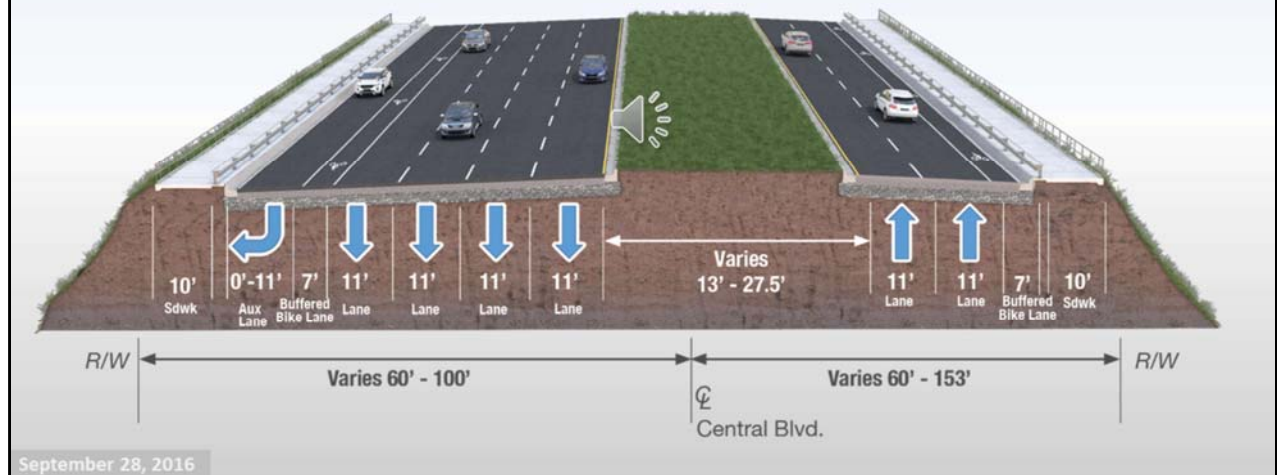 Varies
13' - 27.5'
10'
Sdwk
0'-11'
Aux
Lane
7'
Buffered
Bike Lane
11'
Lane
11'
Lane
11'
Lane
11'
Lane
11'
Lane
11'
Lane
7'
Buffered
Bike Lane
10'
Sdwk
R/W
Varies 60' - 100'
Varies 60' - 153'
R/W
℄
Central Blvd.
September 28, 2016